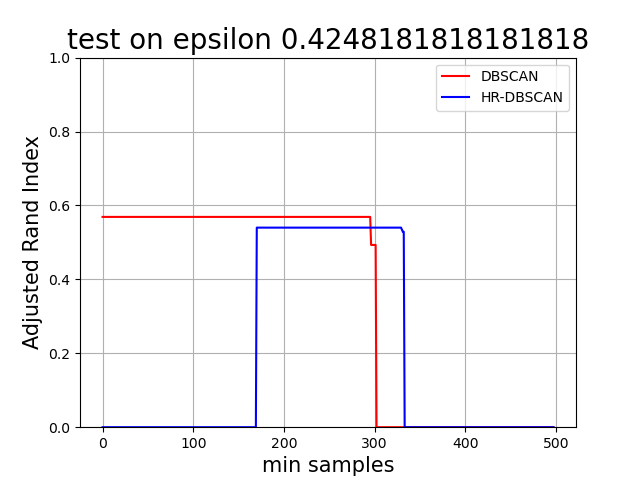 test on epsilon 0.4248181818181818
DBSCAN
HR-DBSCAN
Adjusted Rand Index
1.0
0.8
0.6
0.4
0.2
0.0
0 100 200 300 400 500
min samples